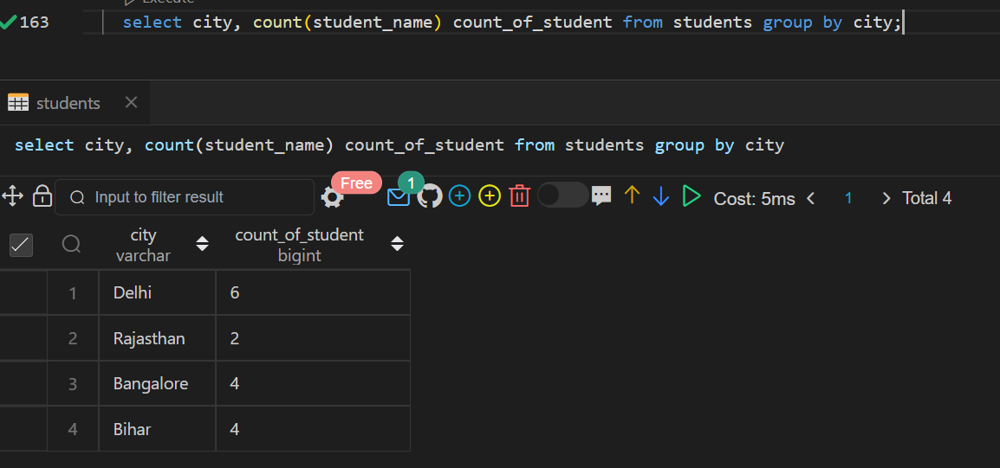 Execute
163 select city, count(student_name) count_of_student from students group by city;
students
select city, count(student_name) count_of_student from students group by city
Input to filter result Free 1 Cost: 5ms 1 Total 4
city count_of_student
varchar bigint
1 Delhi 6
2 Rajasthan 2
3 Bangalore 4
4 Bihar 4